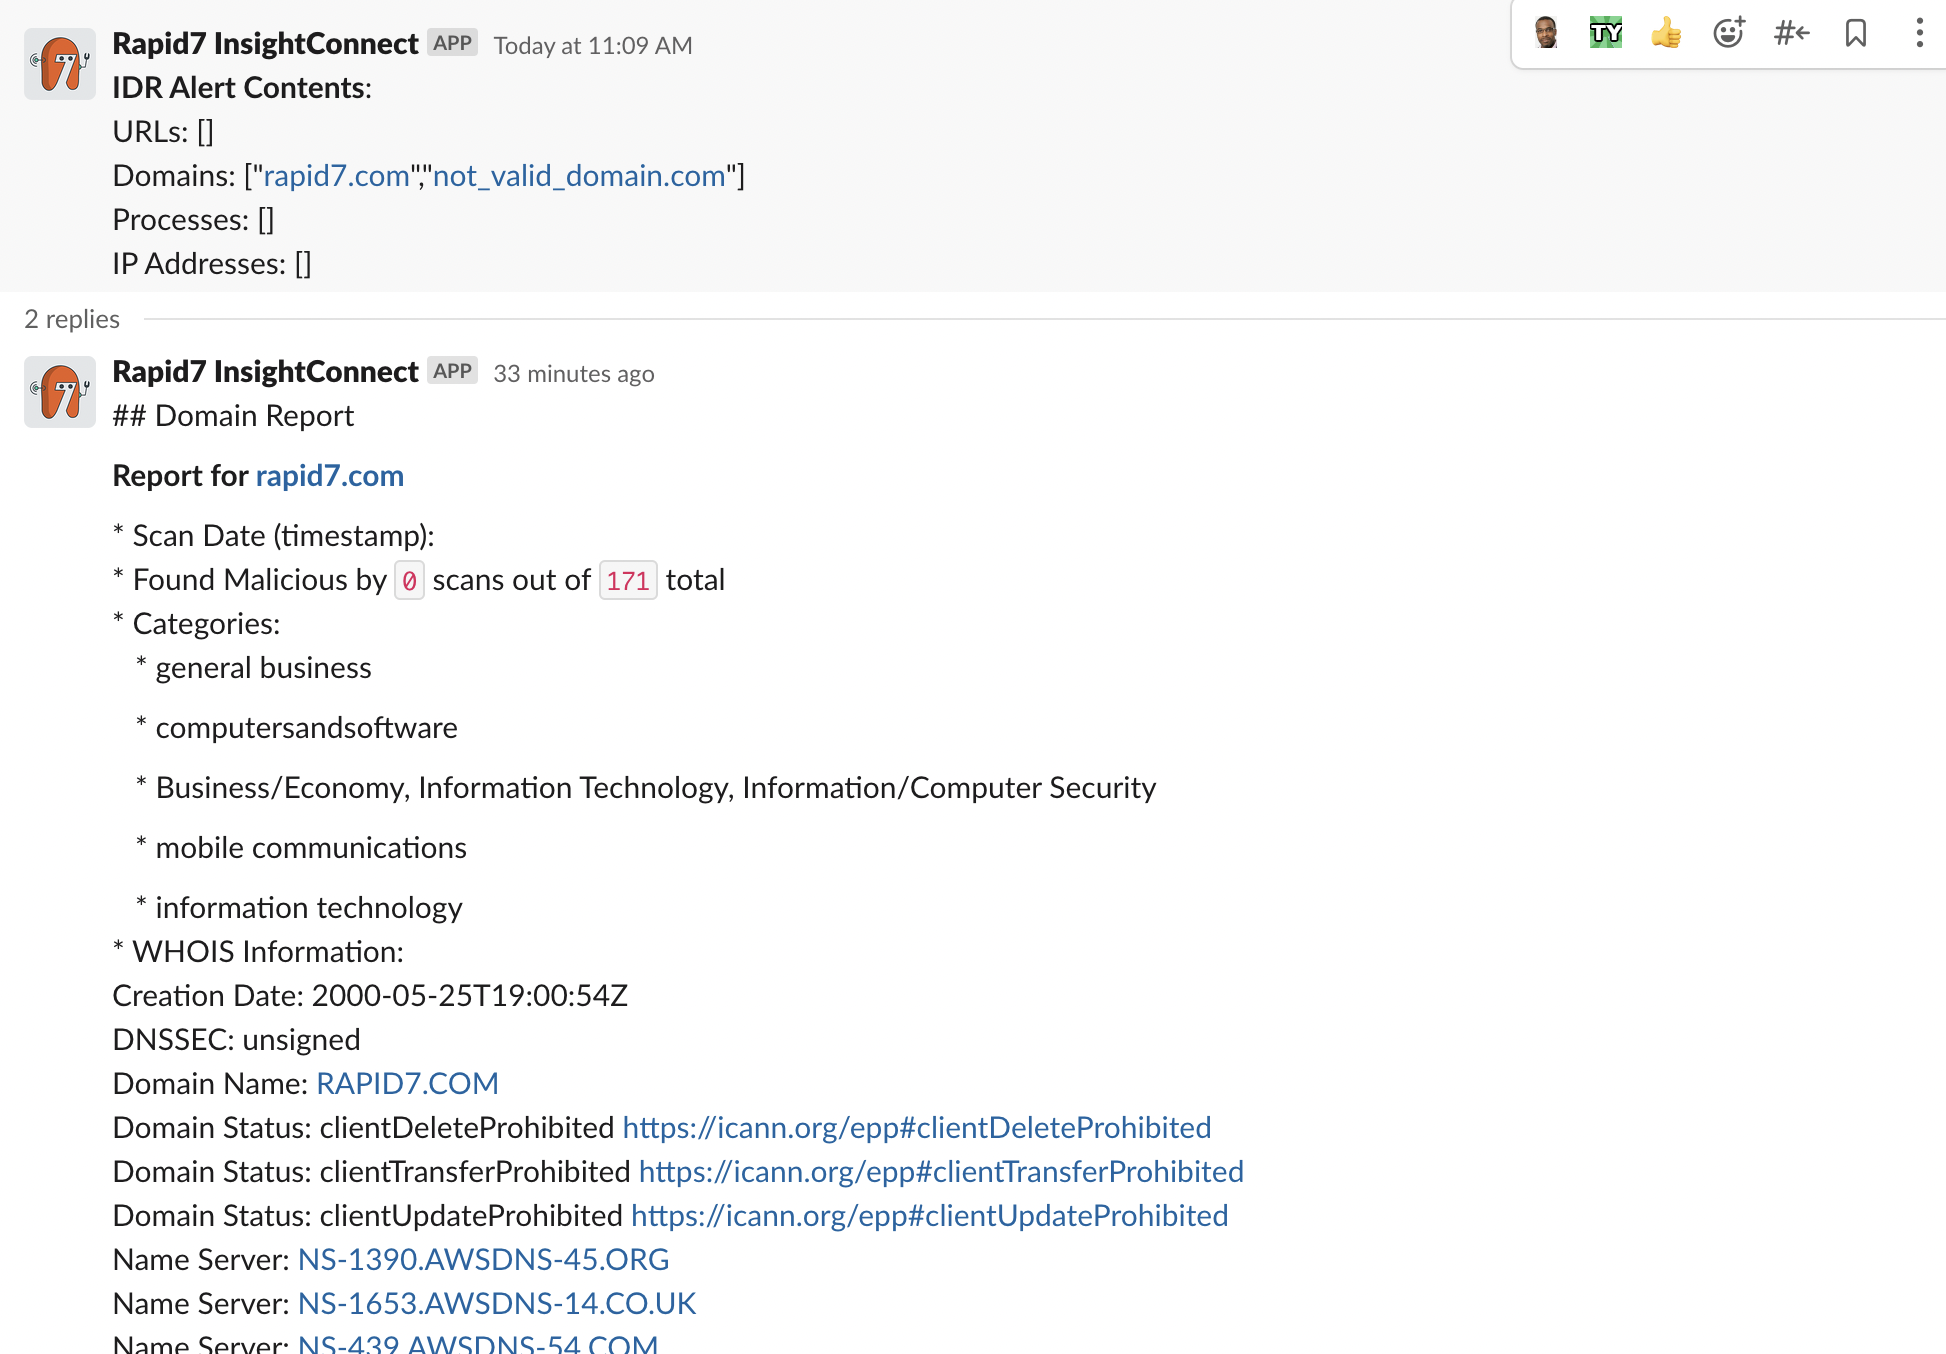 Rapid7 InsightConnect APP Today at 11:09 AM
TY
IDR Alert Contents:
URLs: []
Domains: ["rapid7.com","not_valid_domain.com"]
Processes: []
IP Addresses: []
2 replies
Rapid7 InsightConnect APP 33 minutes ago
## Domain Report
Report for rapid7.com
* Scan Date (timestamp):
* Found Malicious by 0 scans out of 171 total
* Categories:
* general business
* computersandsoftware
* Business/Economy, Information Technology, Information/Computer Security
* mobile communications
* information technology
* WHOIS Information:
Creation Date: 2000-05-25T19:00:54Z
DNSSEC: unsigned
Domain Name: RAPID7.COM
Domain Status: clientDeleteProhibited https://icann.org/epp#clientDeleteProhibited
Domain Status: clientTransferProhibited https://icann.org/epp#clientTransferProhibited
Domain Status: clientUpdateProhibited https://icann.org/epp#clientUpdateProhibited
Name Server: NS-1390.AWSDNS-45.ORG
Name Server: NS-1653.AWSDNS-14.CO.UK
Name Server: NS-439.AWSDNS-54.COM